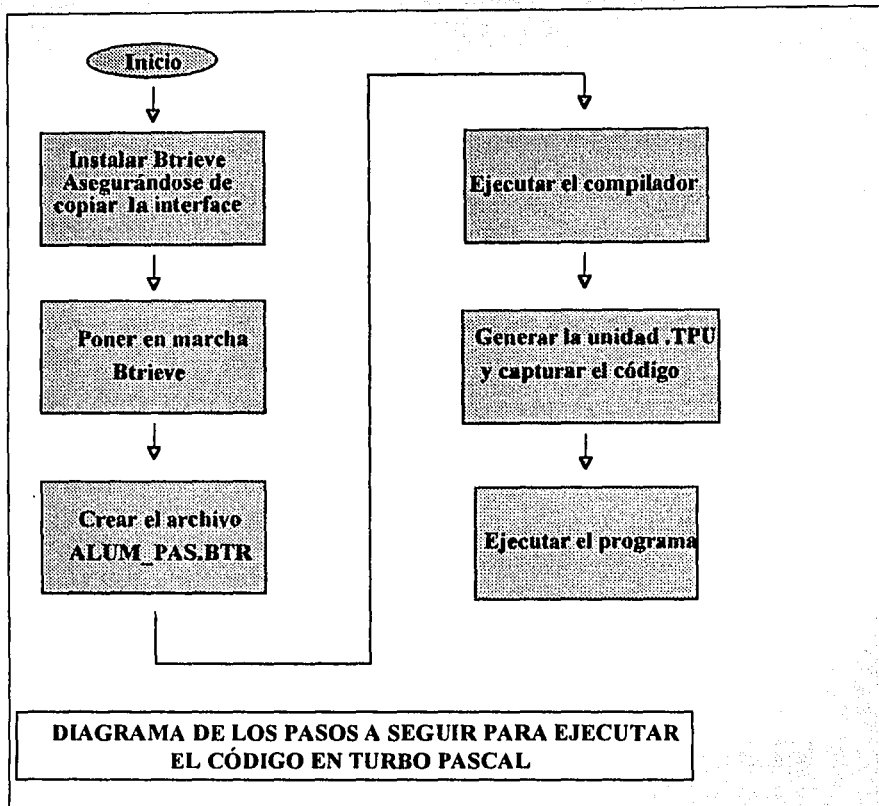 Inicio
Instalar Btrieve
Asegurándose de
copiar la interface
Poner en marcha
Btrieve
Crear el archivo
ALUM_PAS.BTR
Ejecutar el compilador
Generar la unidad .TPU
y capturar el código
Ejecutar el programa
DIAGRAMA DE LOS PASOS A SEGUIR PARA EJECUTAR
EL CÓDIGO EN TURBO PASCAL